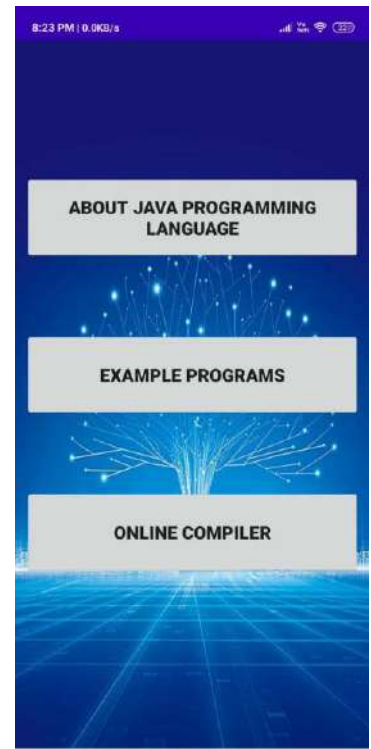 8:23 PM | 0.0KB/s
ABOUT JAVA PROGRAMMING
LANGUAGE
EXAMPLE PROGRAMS
ONLINE COMPILER